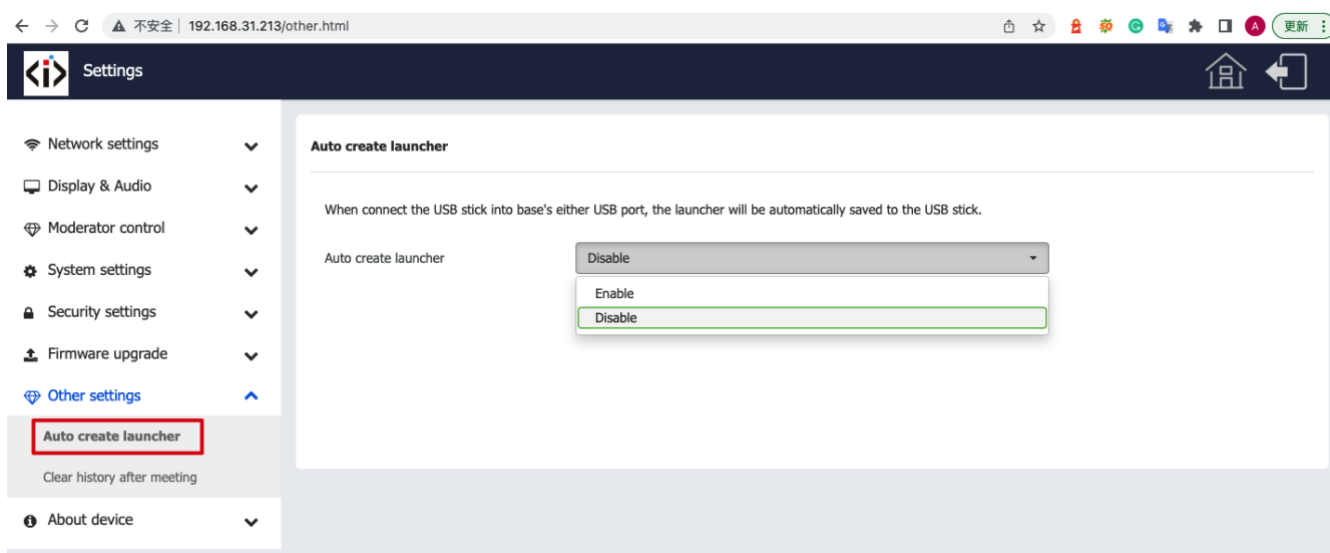 不安全 192.168.31.213/other.html
A 更新
<i> Settings
Network settings
Display & Audio
Moderator control
System settings
Security settings
Firmware upgrade
Other settings
Auto create launcher
Clear history after meeting
About device
Auto create launcher
When connect the USB stick into base's either USB port, the launcher will be automatically saved to the USB stick.
Auto create launcher
Disable
Enable
Disable